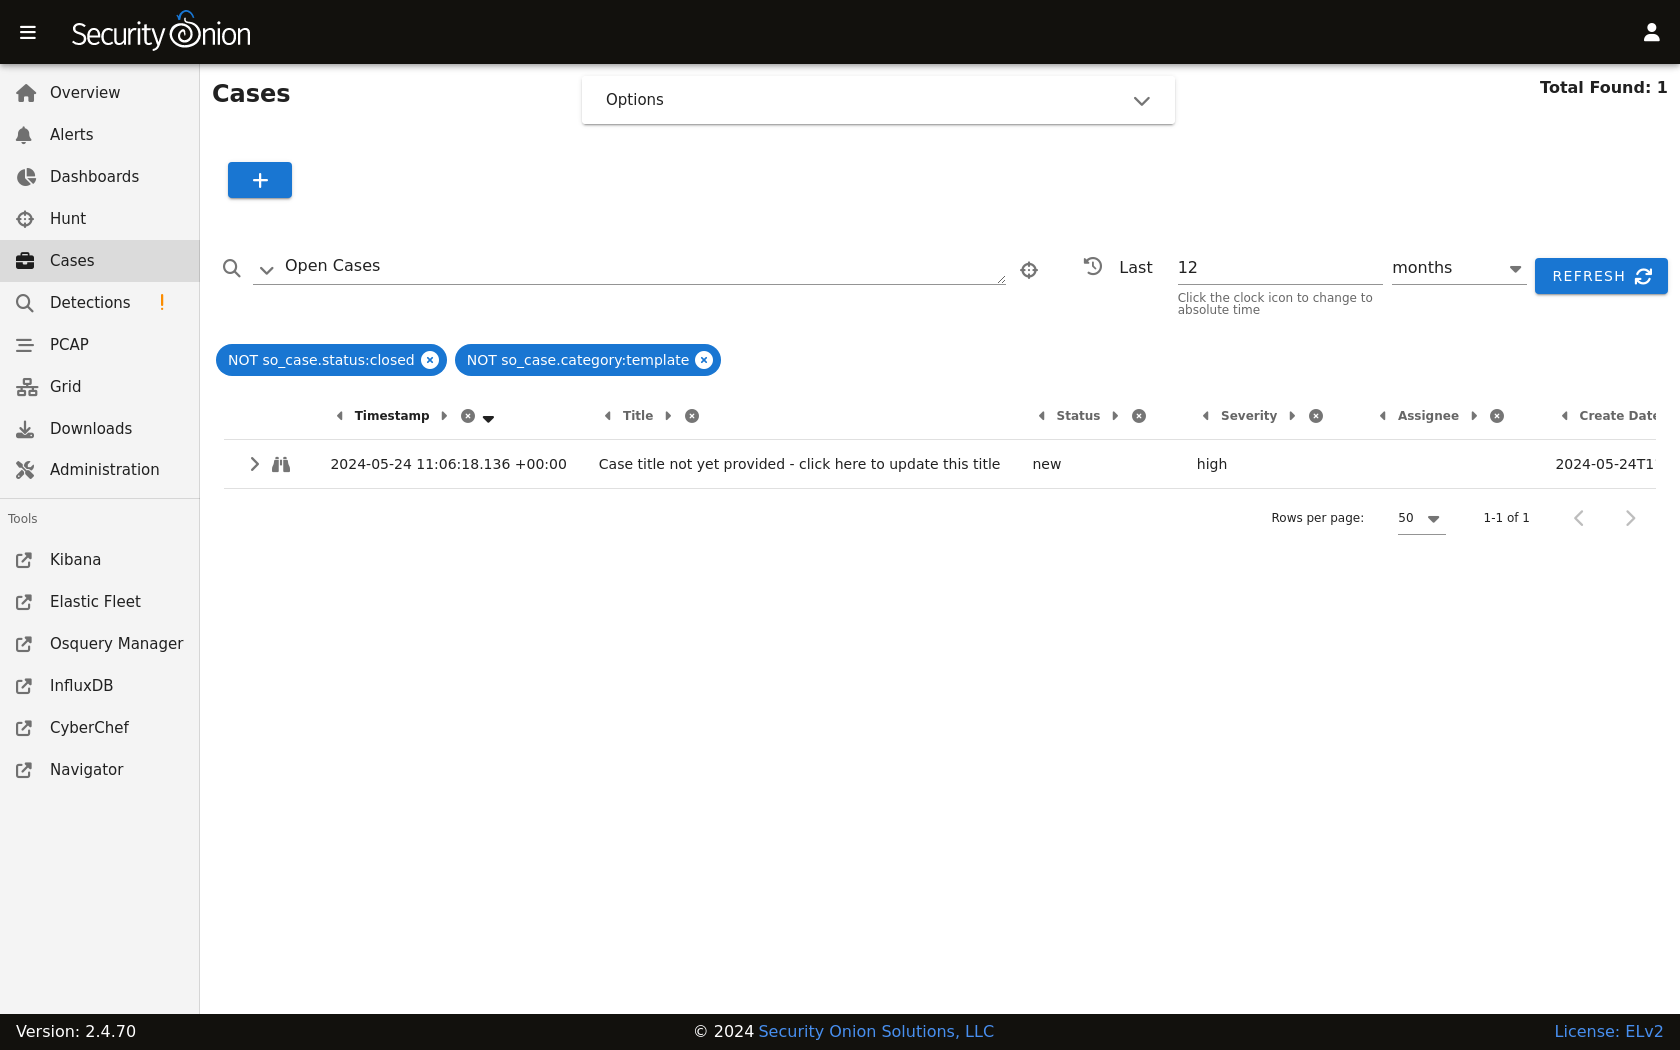 Security Onion
Overview
Alerts
Dashboards
Hunt
Cases
Detections !
PCAP
Grid
Downloads
Administration
Tools
Kibana
Elastic Fleet
Osquery Manager
InfluxDB
CyberChef
Navigator
Cases
Options
Total Found: 1
+
Open Cases
Last 12 months
REFRESH
Click the clock icon to change to
absolute time
NOT so_case.status:closed NOT so_case.category:template
Timestamp Title Status Severity Assignee Create Date
2024-05-24 11:06:18.136 +00:00 Case title not yet provided - click here to update this title new high 2024-05-24T1
Rows per page: 50 1-1 of 1
Version: 2.4.70 © 2024 Security Onion Solutions, LLC License: ELv2